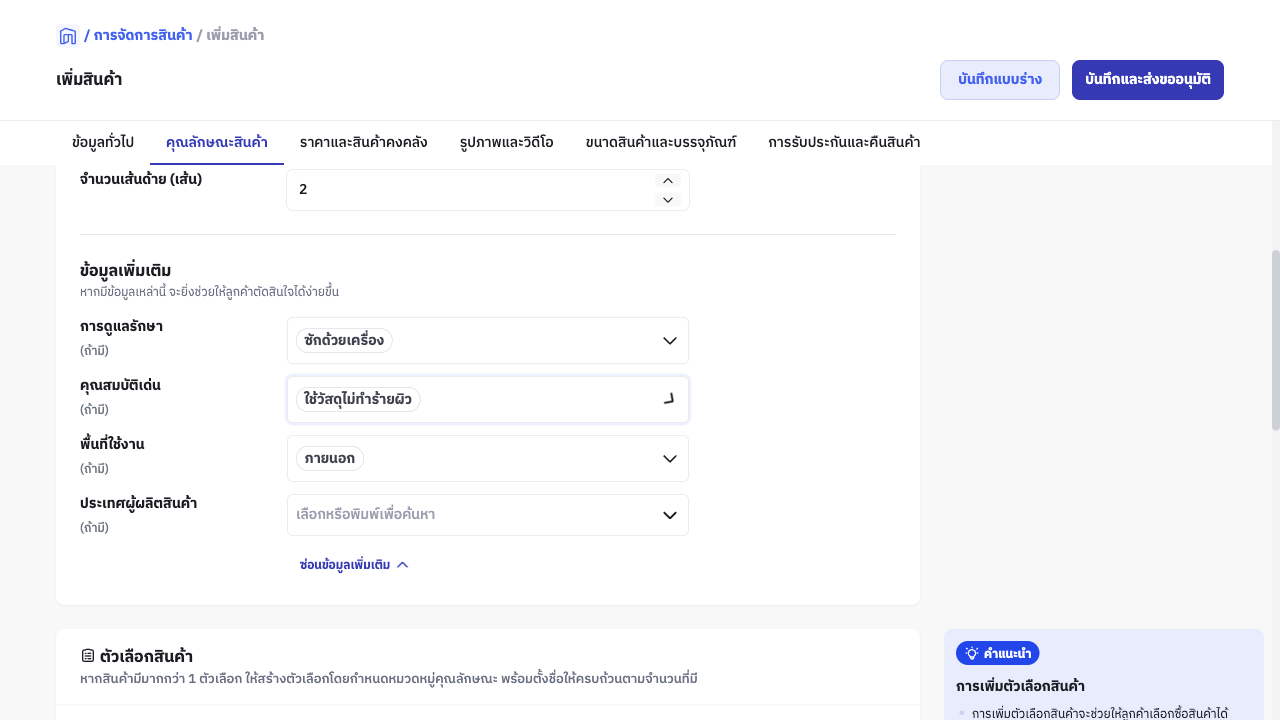 / การจัดการสินค้า / เพิ่มสินค้า
เพิ่มสินค้า
บันทึกแบบร่าง
บันทึกและส่งขออนุมัติ
ข้อมูลทั่วไป
คุณลักษณะสินค้า
ราคาและสินค้าคงคลัง
รูปภาพและวิดีโอ
ขนาดสินค้าและบรรจุภัณฑ์
การรับประกันและคืนสินค้า
จำนวนเส้นด้าย (เส้น)
2
ข้อมูลเพิ่มเติม
หากมีข้อมูลเหล่านี้ จะยิ่งช่วยให้ลูกค้าตัดสินใจได้ง่ายขึ้น
การดูแลรักษา
(ถ้ามี)
ซักด้วยเครื่อง
คุณสมบัติเด่น
(ถ้ามี)
ใช้วัสดุไม่ทำร้ายผิว
พื้นที่ใช้งาน
(ถ้ามี)
ภายนอก
ประเทศผู้ผลิตสินค้า
(ถ้ามี)
เลือกหรือพิมพ์เพื่อค้นหา
ซ่อนข้อมูลเพิ่มเติม
ตัวเลือกสินค้า
หากสินค้ามีมากกว่า 1 ตัวเลือก ให้สร้างตัวเลือกโดยกำหนดหมวดหมู่คุณลักษณะ พร้อมตั้งชื่อให้ครบถ้วนตามจำนวนที่มี
คำแนะนำ
การเพิ่มตัวเลือกสินค้า
การเพิ่มตัวเลือกสินค้าจะช่วยให้ลูกค้าเลือกซื้อสินค้าได้